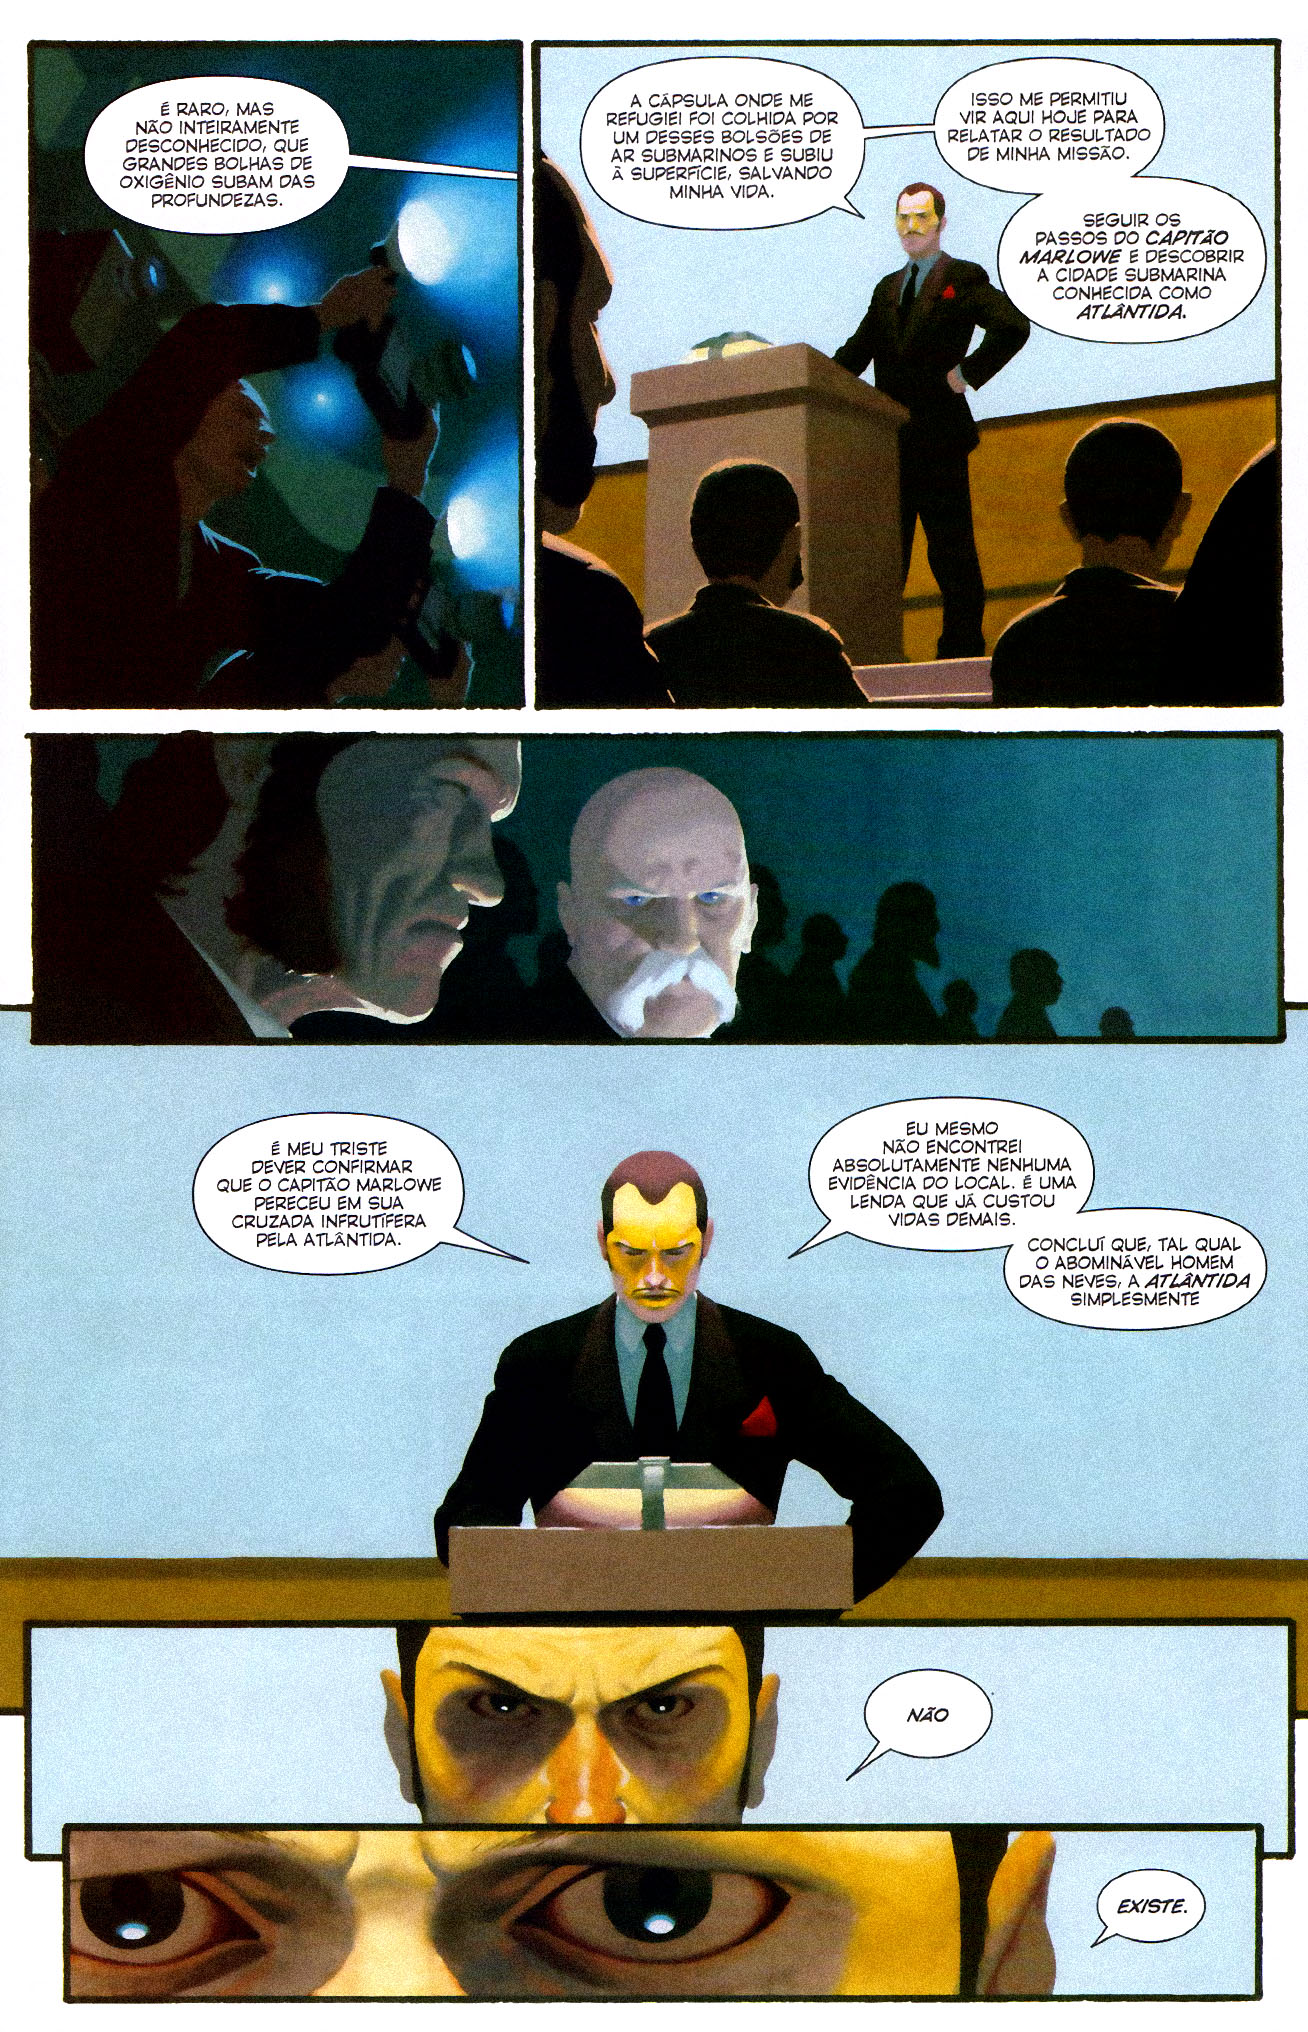 É RARO, MAS
NÃO INTEIRAMENTE
DESCONHECIDO, QUE
GRANDES BOLHAS DE
OXIGÊNIO SUBAM DAS
PROFUNDEZAS.
A CÁPSULA ONDE ME
REFUGIEI FOI COLHIDA POR
UM DESSES BOLSÕES DE
AR SUBMARINOS E SUBIU
À SUPERFÍCIE, SALVANDO
MINHA VIDA.
ISSO ME PERMITIU
VIR AQUI HOJE PARA
RELATAR O RESULTADO
DE MINHA MISSÃO.
SEGUIR OS
PASSOS DO CAPITÃO
MARLOWE E DESCOBRIR
A CIDADE SUBMARINA
CONHECIDA COMO
ATLÂNTIDA.
É MEU TRISTE
DEVER CONFIRMAR
QUE O CAPITÃO MARLOWE
PERECEU EM SUA
CRUZADA INFRUTÍFERA
PELA ATLÂNTIDA.
EU MESMO
NÃO ENCONTREI
ABSOLUTAMENTE NENHUMA
EVIDÊNCIA DO LOCAL. É UMA
LENDA QUE JÁ CUSTOU
VIDAS DEMAIS.
CONCLUÍ QUE, TAL QUAL
O ABOMINÁVEL HOMEM
DAS NEVES, A ATLÂNTIDA
SIMPLESMENTE
NÃO
EXISTE.